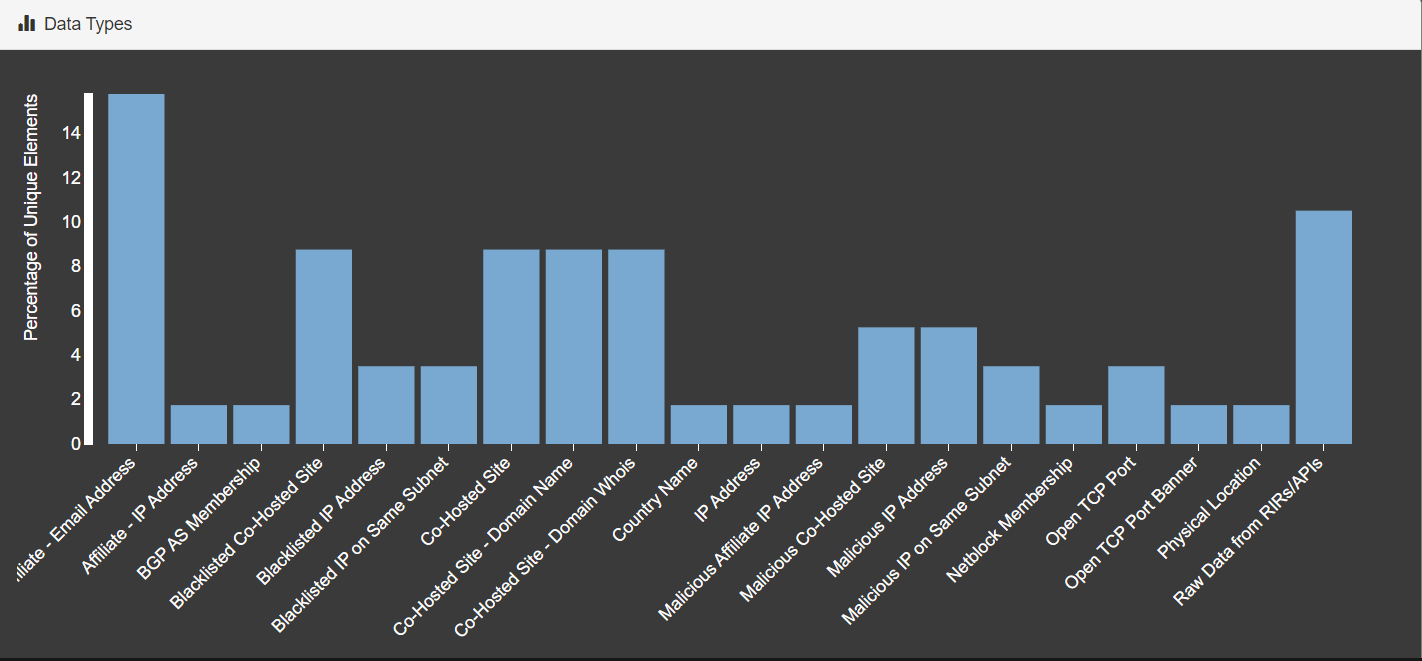 Data Types
Percentage of Unique Elements
14
12
10
8
6
4
2
0
iliate - Email Address
Affiliate - IP Address
BGP AS Membership
Blacklisted Co-Hosted Site
Blacklisted IP Address
Blacklisted IP on Same Subnet
Co-Hosted Site
Co-Hosted Site - Domain Name
Co-Hosted Site - Domain Whois
Country Name
IP Address
Malicious Affiliate IP Address
Malicious Co-Hosted Site
Malicious IP Address
Malicious IP on Same Subnet
Netblock Membership
Open TCP Port
Open TCP Port Banner
Physical Location
Raw Data from RIRs/APIs